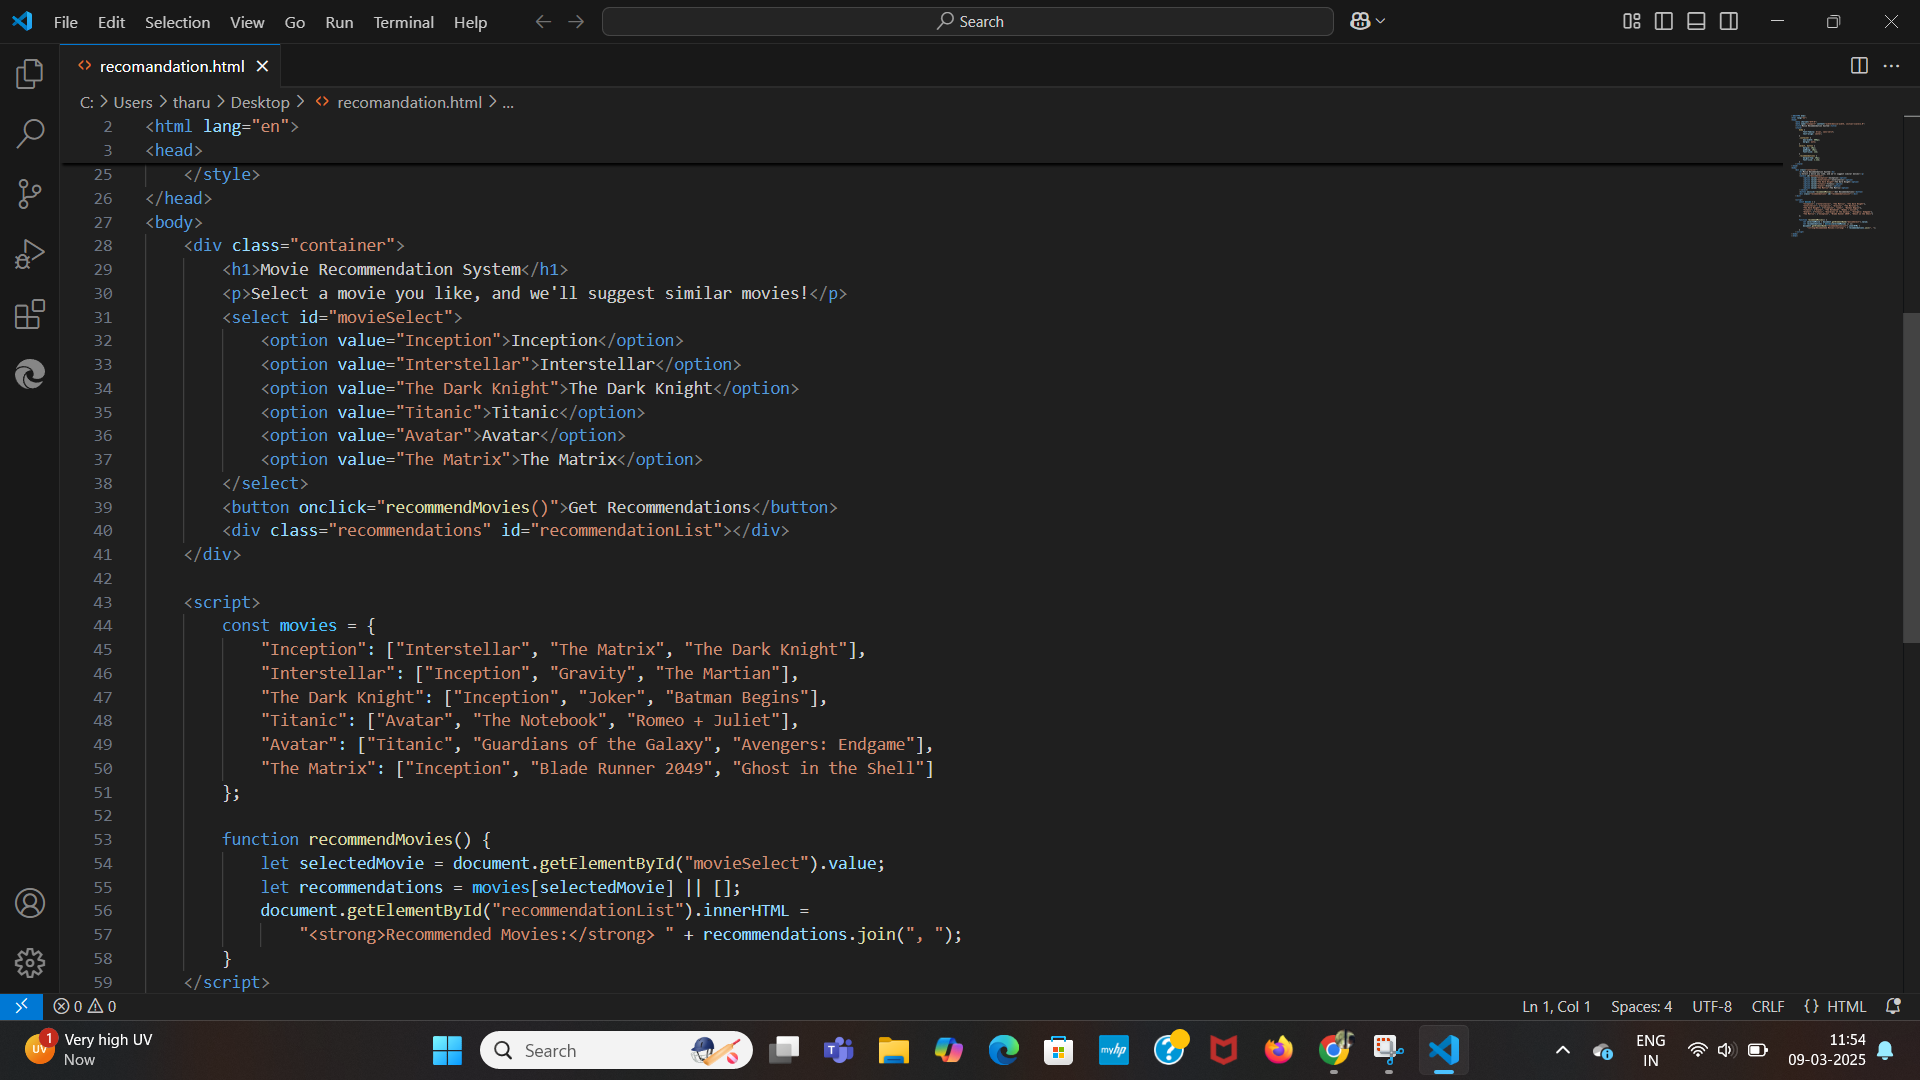 File Edit Selection View Go Run Terminal Help Search
recomandation.html
C: > Users > tharu > Desktop > recomandation.html > ...
2 <html lang="en">
3 <head>
25 </style>
26 </head>
27 <body>
28 <div class="container">
29 <h1>Movie Recommendation System</h1>
30 <p>Select a movie you like, and we'll suggest similar movies!</p>
31 <select id="movieSelect">
32 <option value="Inception">Inception</option>
33 <option value="Interstellar">Interstellar</option>
34 <option value="The Dark Knight">The Dark Knight</option>
35 <option value="Titanic">Titanic</option>
36 <option value="Avatar">Avatar</option>
37 <option value="The Matrix">The Matrix</option>
38 </select>
39 <button onclick="recommendMovies()">Get Recommendations</button>
40 <div class="recommendations" id="recommendationList"></div>
41 </div>
42
43 <script>
44 const movies = {
45 "Inception": ["Interstellar", "The Matrix", "The Dark Knight"],
46 "Interstellar": ["Inception", "Gravity", "The Martian"],
47 "The Dark Knight": ["Inception", "Joker", "Batman Begins"],
48 "Titanic": ["Avatar", "The Notebook", "Romeo + Juliet"],
49 "Avatar": ["Titanic", "Guardians of the Galaxy", "Avengers: Endgame"],
50 "The Matrix": ["Inception", "Blade Runner 2049", "Ghost in the Shell"]
51 };
52
53 function recommendMovies() {
54 let selectedMovie = document.getElementById("movieSelect").value;
55 let recommendations = movies[selectedMovie] || [];
56 document.getElementById("recommendationList").innerHTML =
57 "<strong>Recommended Movies:</strong> " + recommendations.join(", ");
58 }
59 </script>
0 0 Ln 1, Col 1 Spaces: 4 UTF-8 CRLF {} HTML
UV 1 Very high UV
Now
Search
T
myhp
?
ENG
IN
11:54
09-03-2025